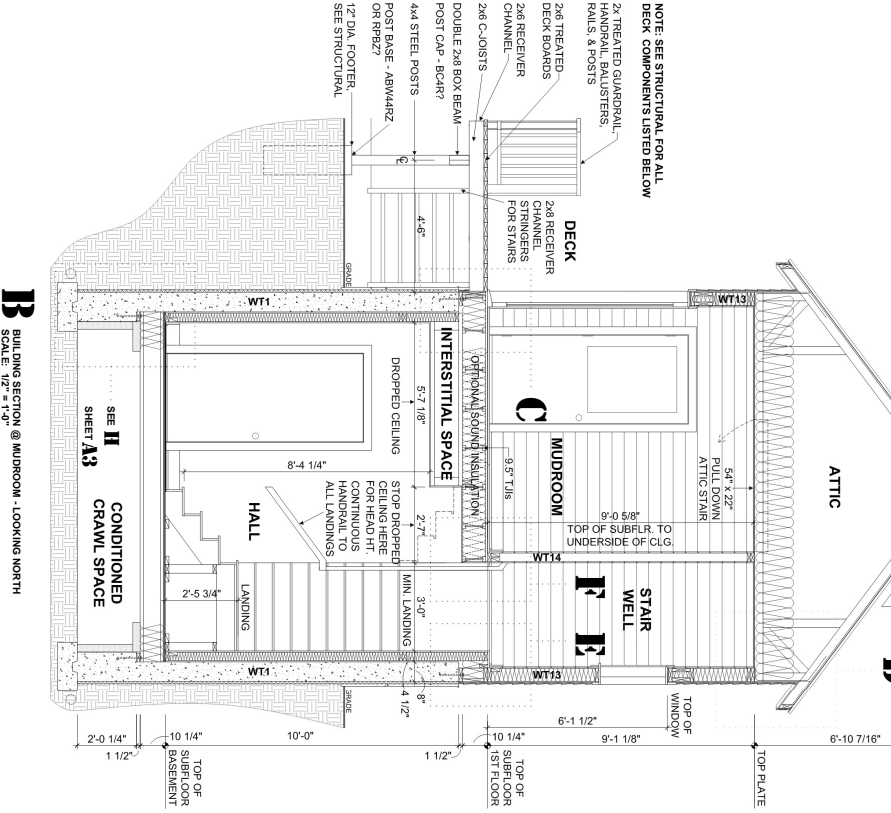 NOTE: SEE STRUCTURAL FOR ALL
DECK COMPONENTS LISTED BELOW
2x TREATED GUARDRAIL,
HANDRAIL, BALUSTERS,
RAILS, & POSTS
2x6 TREATED
DECK BOARDS
2x6 RECEIVER
CHANNEL
2x6 C-JOISTS
DOUBLE 2x8 BOX BEAM
POST CAP - BC4R?
4x4 STEEL POSTS
POST BASE - ABW44RZ
OR RPBZ?
12" DIA. FOOTER,
SEE STRUCTURAL
DECK
2x8 RECEIVER
CHANNEL
STRINGERS
FOR STAIRS
CL
4'-6"
GRADE
ATTIC
54" x 22"
PULL DOWN
ATTIC STAIR
WT13
C
MUDROOM
9'-0 5/8"
TOP OF SUBFLR. TO
UNDERSIDE OF CLG.
WT14
STAIR
WELL
F
E
WT13
9.5" TJIs
OPTIONAL SOUND INSULATION
INTERSTITIAL SPACE
WT1
DROPPED CEILING
5'-7 1/8"
8'-4 1/4"
STOP DROPPED
CEILING HERE
FOR HEAD HT.
CONTINUOUS
HANDRAIL TO
ALL LANDINGS
2'-7"
3'-0"
MIN. LANDING
HALL
LANDING
2'-5 3/4"
WT1
8"
4 1/2"
GRADE
SEE H
SHEET A3
CONDITIONED
CRAWL SPACE
6'-10 7/16"
TOP PLATE
9'-1 1/8"
TOP OF
WINDOW
6'-1 1/2"
TOP OF
SUBFLOOR
1ST FLOOR
10 1/4"
1 1/2"
10'-0"
TOP OF
SUBFLOOR
BASEMENT
10 1/4"
1 1/2"
2'-0 1/4"
B
BUILDING SECTION @ MUDROOM - LOOKING NORTH
SCALE: 1/2" = 1'-0"